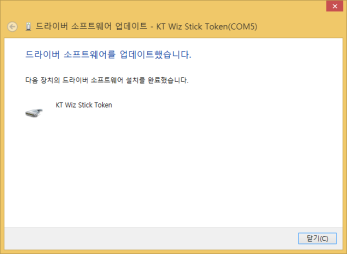 드라이버 소프트웨어 업데이트 - KT Wiz Stick Token(COM5)
드라이버 소프트웨어를 업데이트했습니다.
다음 장치의 드라이버 소프트웨어 설치를 완료했습니다.
KT Wiz Stick Token
닫기(C)